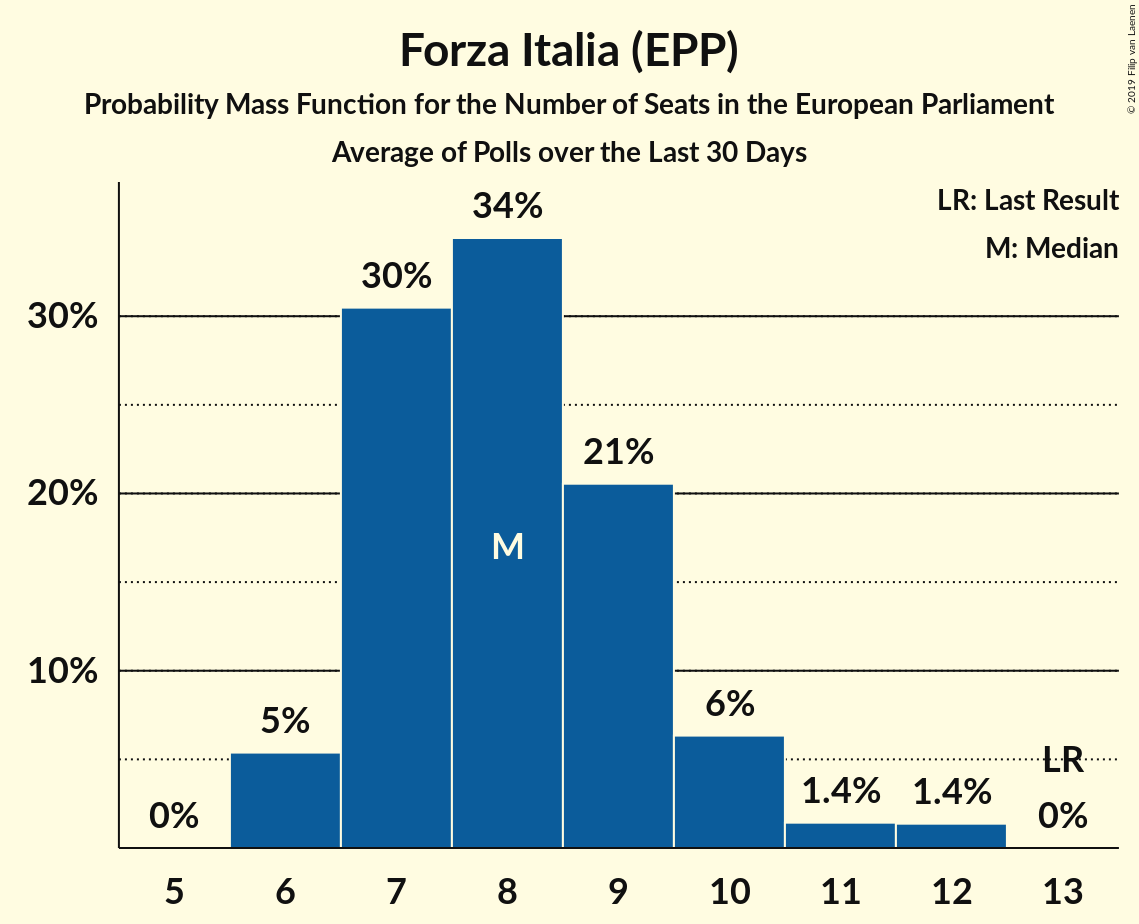 Forza Italia (EPP)
Probability Mass Function for the Number of Seats in the European Parliament
Average of Polls over the Last 30 Days
© 2019 Filip van Laenen
LR: Last Result
M: Median
34%
30%
30%
21%
20%
M
10%
6%
5%
LR
1.4%
1.4%
0%
0%
5 6 7 8 9 10 11 12 13